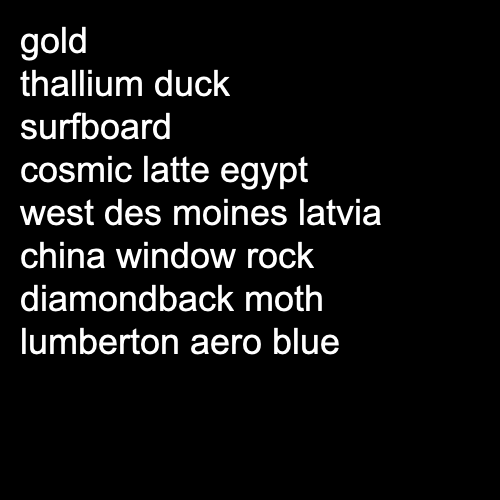 gold
thallium duck
surfboard
cosmic latte egypt
west des moines latvia
china window rock
diamondback moth
lumberton aero blue